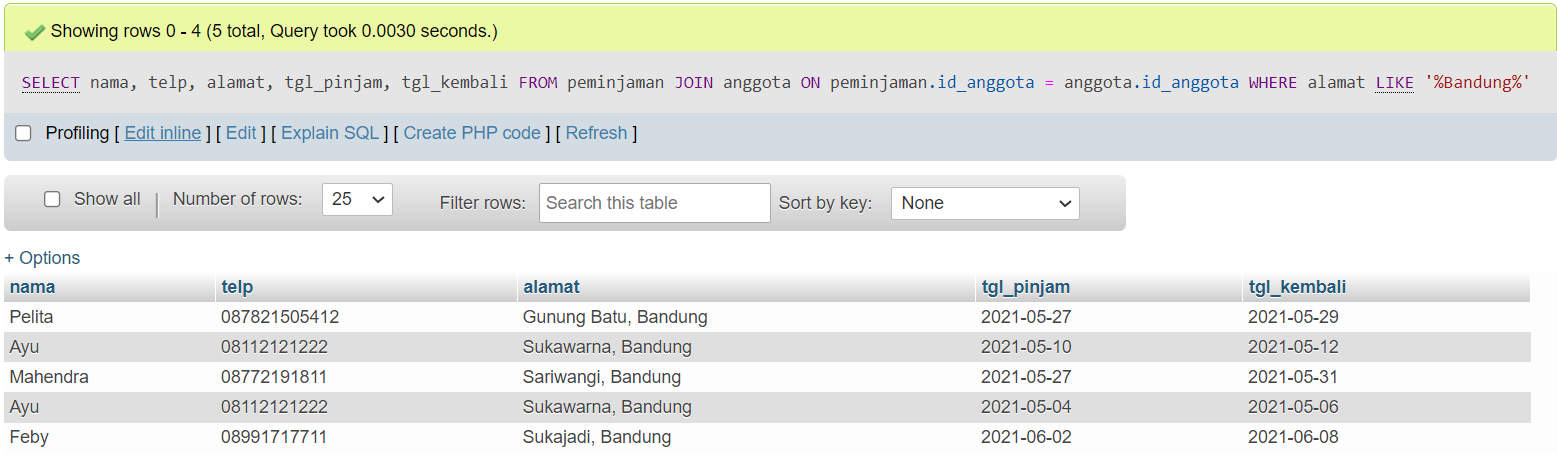 Showing rows 0 - 4 (5 total, Query took 0.0030 seconds.)
SELECT nama, telp, alamat, tgl_pinjam, tgl_kembali FROM peminjaman JOIN anggota ON peminjaman.id_anggota = anggota.id_anggota WHERE alamat LIKE '%Bandung%'
Profiling [ Edit inline ] [ Edit ] [ Explain SQL ] [ Create PHP code ] [ Refresh ]
Show all | Number of rows: 25 Filter rows: Search this table Sort by key: None
+ Options
nama telp alamat tgl_pinjam tgl_kembali
Pelita 087821505412 Gunung Batu, Bandung 2021-05-27 2021-05-29
Ayu 08112121222 Sukawarna, Bandung 2021-05-10 2021-05-12
Mahendra 08772191811 Sariwangi, Bandung 2021-05-27 2021-05-31
Ayu 08112121222 Sukawarna, Bandung 2021-05-04 2021-05-06
Feby 08991717711 Sukajadi, Bandung 2021-06-02 2021-06-08